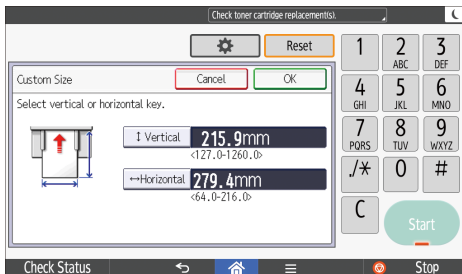 Check toner cartridge replacement(s).
Reset
1
2
ABC
3
DEF
Custom Size
Cancel
OK
Select vertical or horizontal key.
4
GHI
5
JKL
6
MNO
↕ Vertical 215.9mm
<127.0-1260.0>
7
PQRS
8
TUV
9
WXYZ
↔Horizontal 279.4mm
<64.0-216.0>
./*
0
#
C
Start
Check Status
Stop